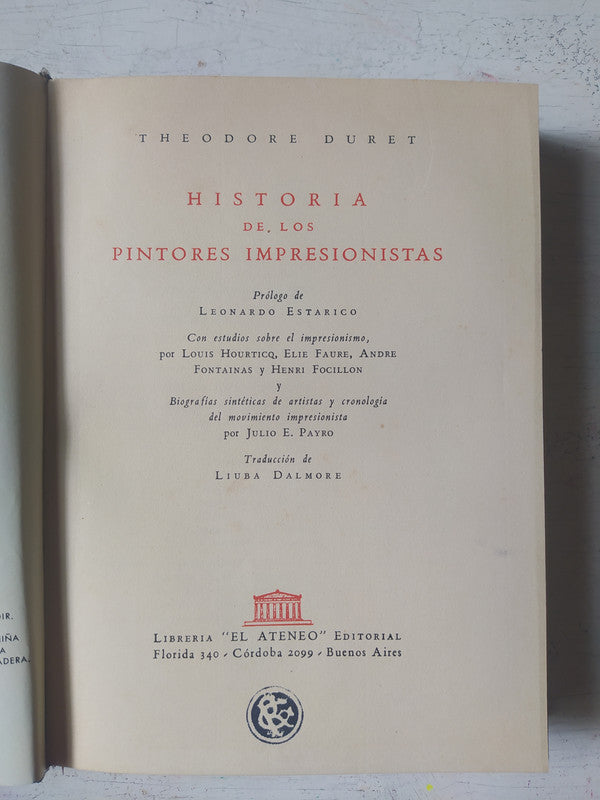 THEODORE DURET
HISTORIA
DE LOS
PINTORES IMPRESIONISTAS
Prólogo de
LEONARDO ESTARICO
Con estudios sobre el impresionismo,
por LOUIS HOURTICQ, ELIE FAURE, ANDRE
FONTAINAS y HENRI FOCILLON
y
Biografías sintéticas de artistas y cronología
del movimiento impresionista
por JULIO E. PAYRO
Traducción de
LIUBA DALMORE
LIBRERIA "EL ATENEO" EDITORIAL
Florida 340 - Córdoba 2099 - Buenos Aires